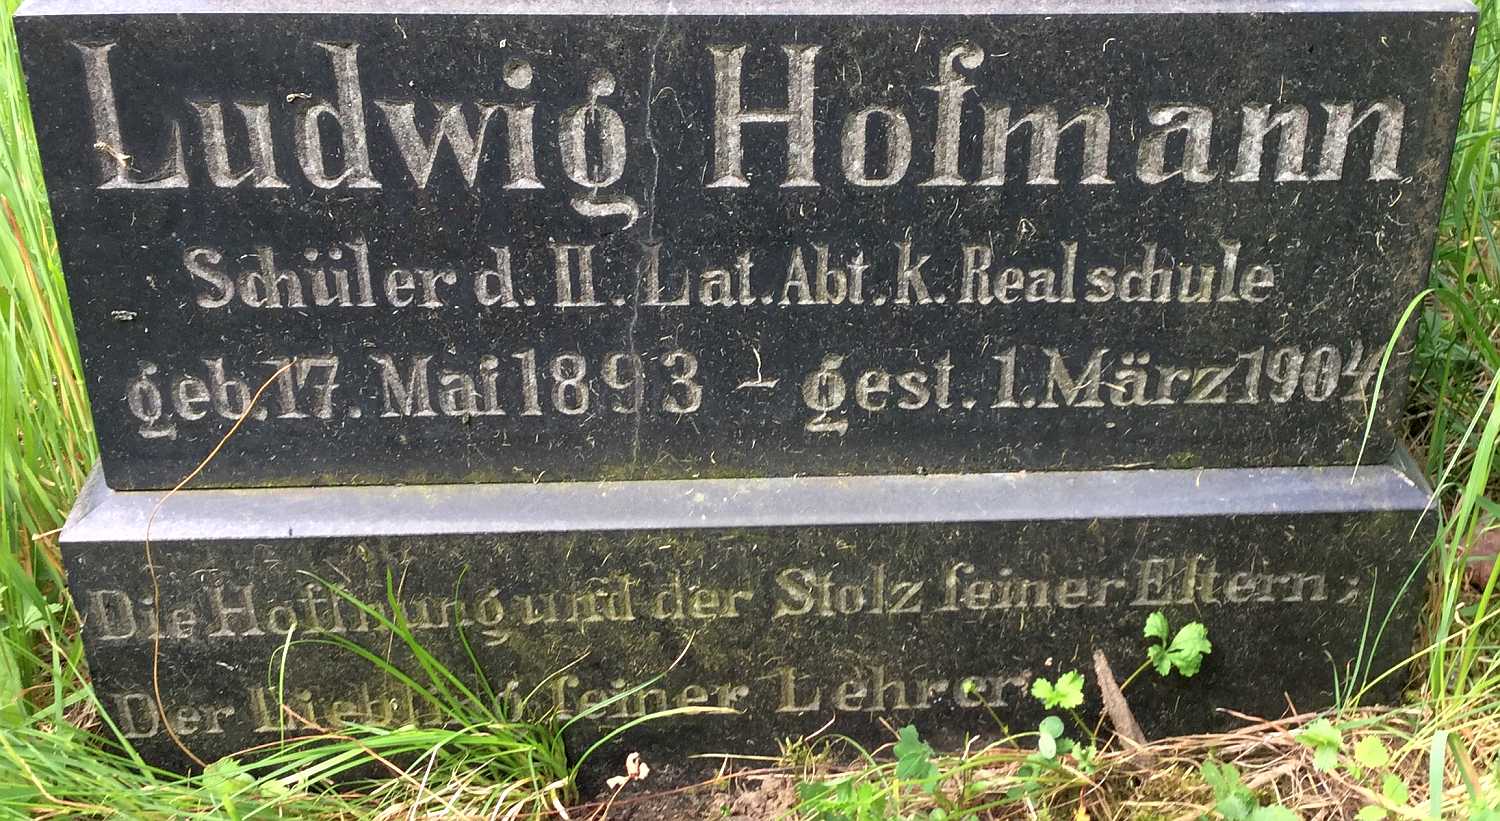 Ludwig Hofmann
Schüler d. II. Lat. Abt. k. Realschule
geb. 17. Mai 1893 - gest. 1. März 1904
Die Hoffnung und der Stolz ſeiner Eltern;
Der Liebling ſeiner Lehrer